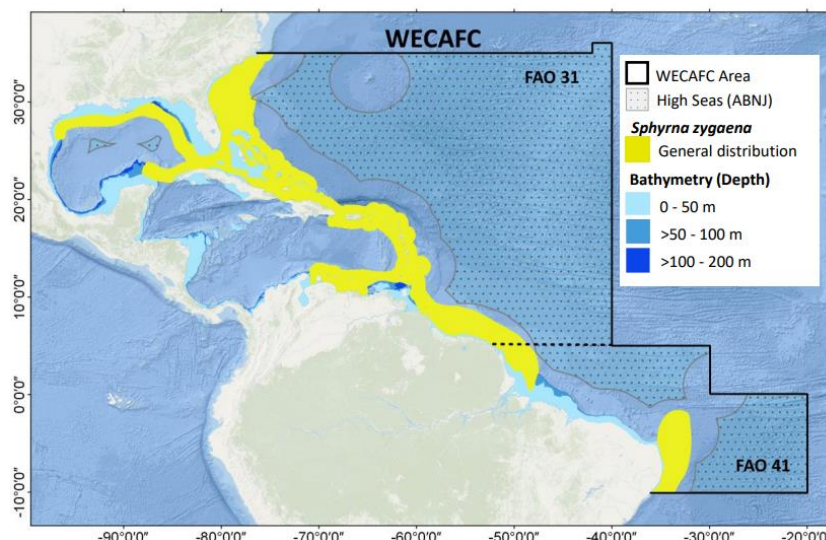 WECAFC
FAO 31
FAO 41
WECAFC Area
High Seas (ABNJ)
Sphyrna zygaena
General distribution
Bathymetry (Depth)
0 - 50 m
>50 - 100 m
>100 - 200 m
30°0'0"
20°0'0"
10°0'0"
0°0'0"
-10°0'0"
-90°0'0" -80°0'0" -70°0'0" -60°0'0" -50°0'0" -40°0'0" -30°0'0" -20°0'0"